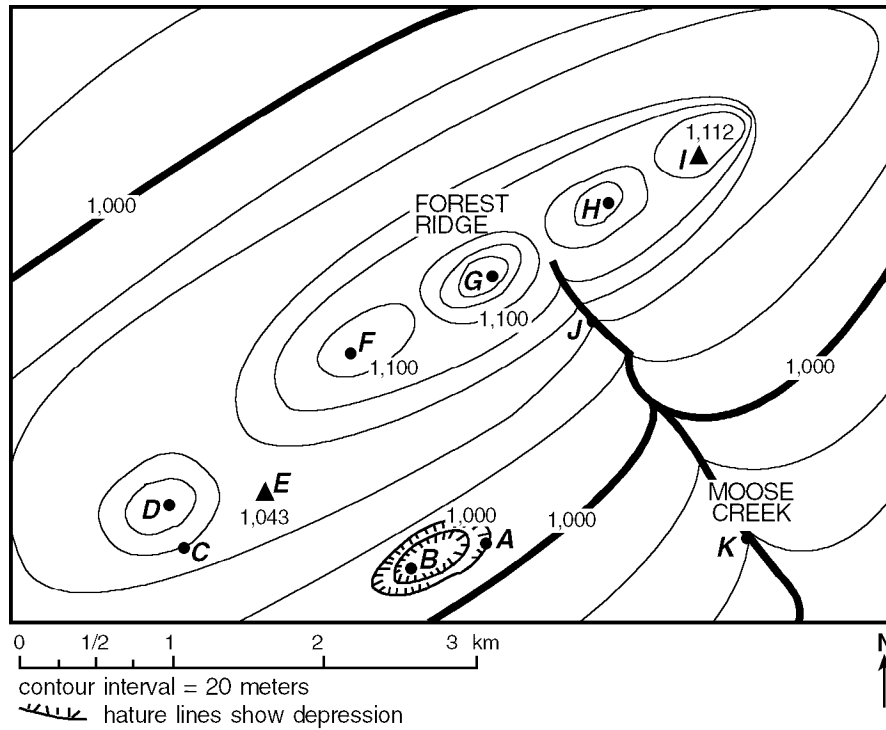 1,112
I
1,000
FOREST
RIDGE
H
G
1,100
J
F
1,100
1,000
E
D
1,043
C
1,000
1,000
A
B
MOOSE
CREEK
K
0 1/2 1 2 3 km
N
contour interval = 20 meters
hature lines show depression